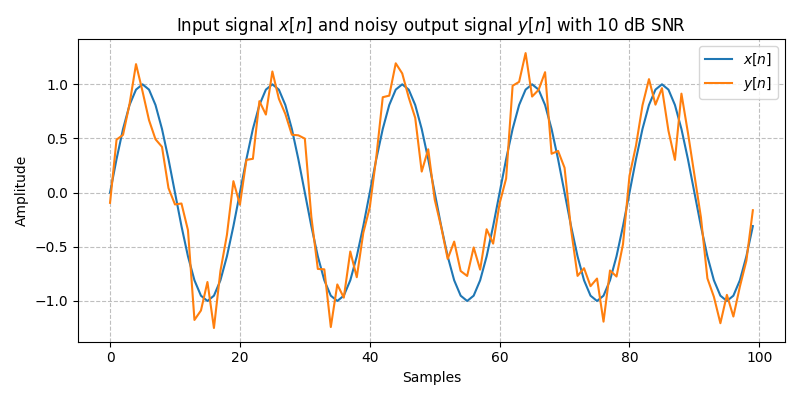 Input signal x[n] and noisy output signal y[n] with 10 dB SNR
x[n]
y[n]
1.0
0.5
0.0
−0.5
−1.0
Amplitude
0 20 40 60 80 100
Samples